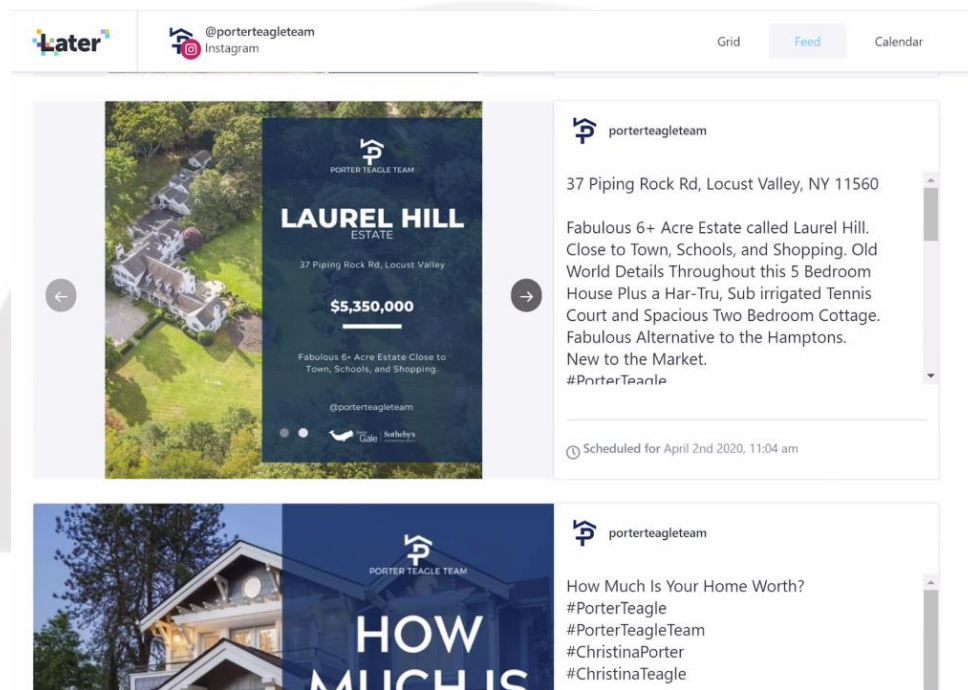 Later
@porterteagleteam
Instagram
Grid
Feed
Calendar
PORTER TEAGLE TEAM
LAUREL HILL
ESTATE
37 Piping Rock Rd, Locust Valley
$5,350,000
Fabulous 6+ Acre Estate Close to
Town, Schools, and Shopping.
@porterteagleteam
Gale | Sotheby's
porterteagleteam
37 Piping Rock Rd, Locust Valley, NY 11560
Fabulous 6+ Acre Estate called Laurel Hill.
Close to Town, Schools, and Shopping. Old
World Details Throughout this 5 Bedroom
House Plus a Har-Tru, Sub irrigated Tennis
Court and Spacious Two Bedroom Cottage.
Fabulous Alternative to the Hamptons.
New to the Market.
#PorterTeagle
Scheduled for April 2nd 2020, 11:04 am
PORTER TEAGLE TEAM
HOW
MUCH IS
porterteagleteam
How Much Is Your Home Worth?
#PorterTeagle
#PorterTeagleTeam
#ChristinaPorter
#ChristinaTeagle